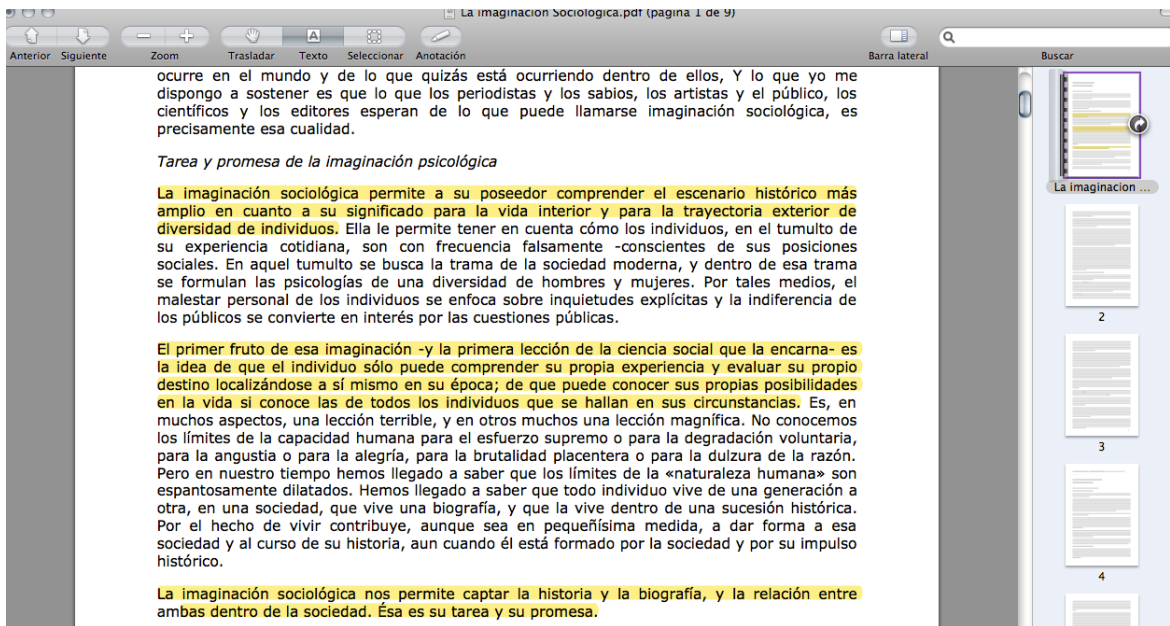 La imaginacion Sociologica.pdf (página 1 de 9)
Anterior Siguiente Zoom Trasladar Texto Seleccionar Anotación Barra lateral Buscar
ocurre en el mundo y de lo que quizás está ocurriendo dentro de ellos, Y lo que yo me
dispongo a sostener es que lo que los periodistas y los sabios, los artistas y el público, los
científicos y los editores esperan de lo que puede llamarse imaginación sociológica, es
precisamente esa cualidad.
Tarea y promesa de la imaginación psicológica
La imaginación sociológica permite a su poseedor comprender el escenario histórico más
amplio en cuanto a su significado para la vida interior y para la trayectoria exterior de
diversidad de individuos. Ella le permite tener en cuenta cómo los individuos, en el tumulto de
su experiencia cotidiana, son con frecuencia falsamente -conscientes de sus posiciones
sociales. En aquel tumulto se busca la trama de la sociedad moderna, y dentro de esa trama
se formulan las psicologías de una diversidad de hombres y mujeres. Por tales medios, el
malestar personal de los individuos se enfoca sobre inquietudes explícitas y la indiferencia de
los públicos se convierte en interés por las cuestiones públicas.
El primer fruto de esa imaginación -y la primera lección de la ciencia social que la encarna- es
la idea de que el individuo sólo puede comprender su propia experiencia y evaluar su propio
destino localizándose a sí mismo en su época; de que puede conocer sus propias posibilidades
en la vida si conoce las de todos los individuos que se hallan en sus circunstancias. Es, en
muchos aspectos, una lección terrible, y en otros muchos una lección magnífica. No conocemos
los límites de la capacidad humana para el esfuerzo supremo o para la degradación voluntaria,
para la angustia o para la alegría, para la brutalidad placentera o para la dulzura de la razón.
Pero en nuestro tiempo hemos llegado a saber que los límites de la «naturaleza humana» son
espantosamente dilatados. Hemos llegado a saber que todo individuo vive de una generación a
otra, en una sociedad, que vive una biografía, y que la vive dentro de una sucesión histórica.
Por el hecho de vivir contribuye, aunque sea en pequeñísima medida, a dar forma a esa
sociedad y al curso de su historia, aun cuando él está formado por la sociedad y por su impulso
histórico.
La imaginación sociológica nos permite captar la historia y la biografía, y la relación entre
ambas dentro de la sociedad. Ésa es su tarea y su promesa.
La imaginacion ...
2
3
4